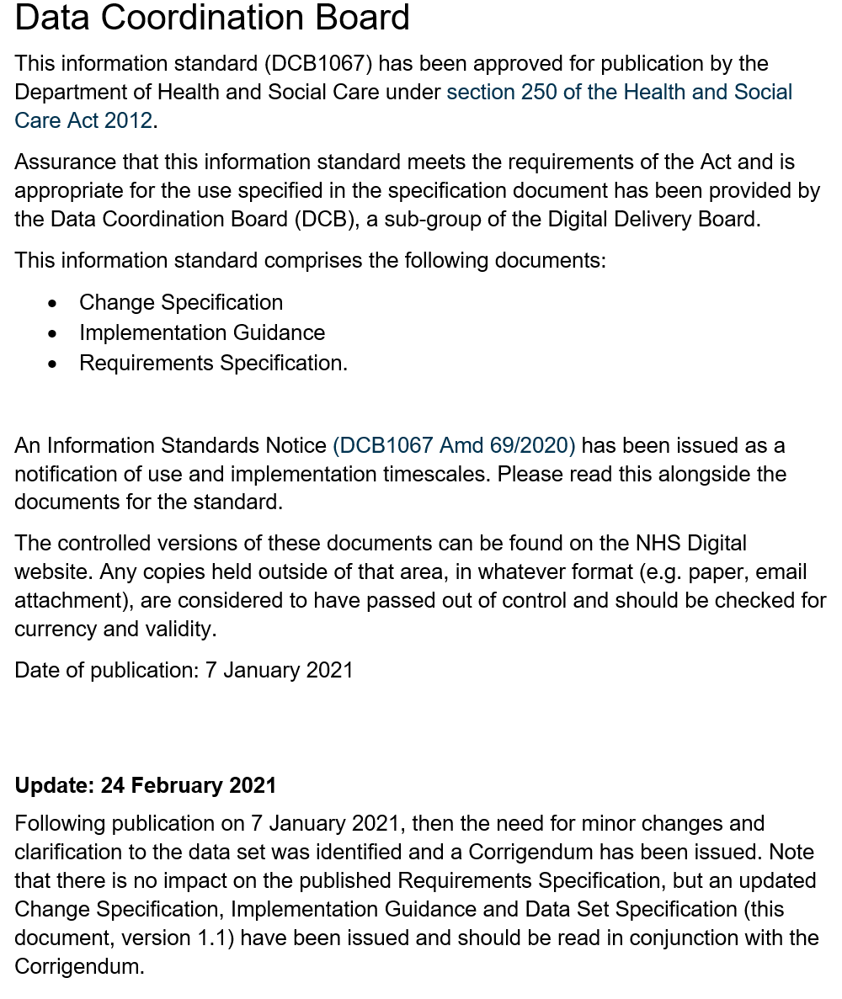 Data Coordination Board
This information standard (DCB1067) has been approved for publication by the
Department of Health and Social Care under section 250 of the Health and Social
Care Act 2012.
Assurance that this information standard meets the requirements of the Act and is
appropriate for the use specified in the specification document has been provided by
the Data Coordination Board (DCB), a sub-group of the Digital Delivery Board.
This information standard comprises the following documents:
• Change Specification
• Implementation Guidance
• Requirements Specification.
An Information Standards Notice (DCB1067 Amd 69/2020) has been issued as a
notification of use and implementation timescales. Please read this alongside the
documents for the standard.
The controlled versions of these documents can be found on the NHS Digital
website. Any copies held outside of that area, in whatever format (e.g. paper, email
attachment), are considered to have passed out of control and should be checked for
currency and validity.
Date of publication: 7 January 2021
Update: 24 February 2021
Following publication on 7 January 2021, then the need for minor changes and
clarification to the data set was identified and a Corrigendum has been issued. Note
that there is no impact on the published Requirements Specification, but an updated
Change Specification, Implementation Guidance and Data Set Specification (this
document, version 1.1) have been issued and should be read in conjunction with the
Corrigendum.